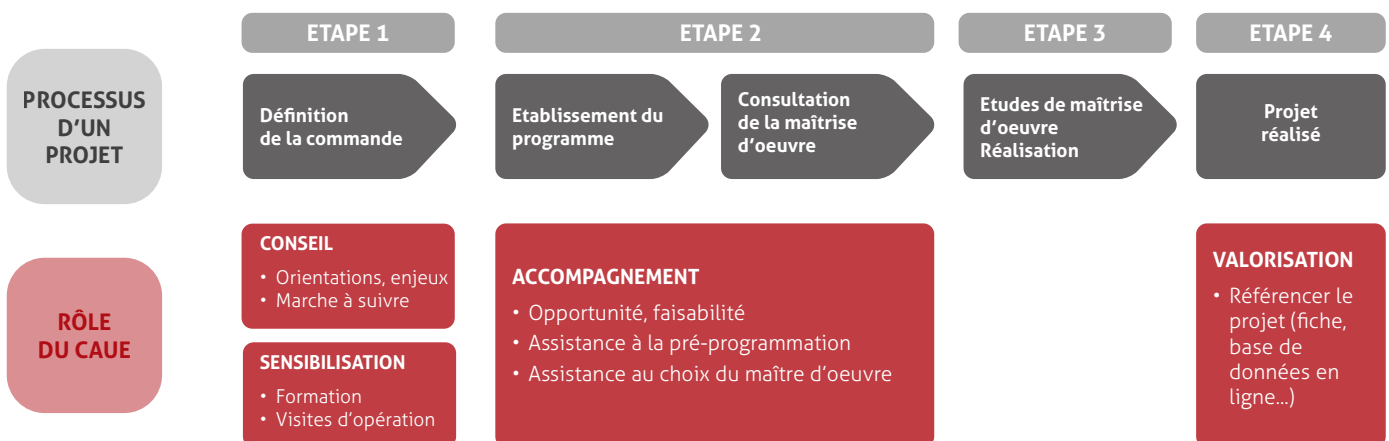 ETAPE 1
ETAPE 2
ETAPE 3
ETAPE 4
PROCESSUS
D’UN
PROJET
Définition
de la commande
Etablissement du
programme
Consultation
de la maîtrise
d’oeuvre
Etudes de maîtrise
d’oeuvre
Réalisation
Projet
réalisé
RÔLE
DU CAUE
CONSEIL
• Orientations, enjeux
• Marche à suivre
SENSIBILISATION
• Formation
• Visites d’opération
ACCOMPAGNEMENT
• Opportunité, faisabilité
• Assistance à la pré-programmation
• Assistance au choix du maître d’oeuvre
VALORISATION
• Référencer le
projet (fiche,
base de
données en
ligne...)